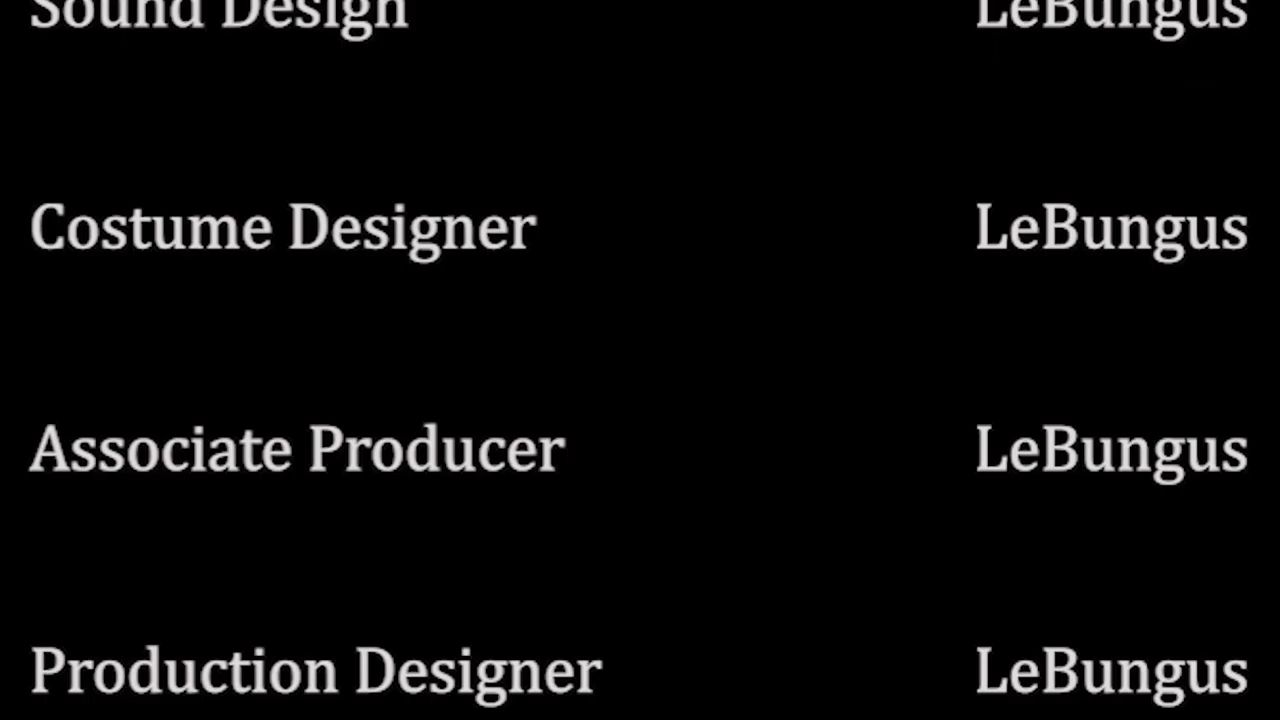 Sound Design LeBungus
Costume Designer LeBungus
Associate Producer LeBungus
Production Designer LeBungus